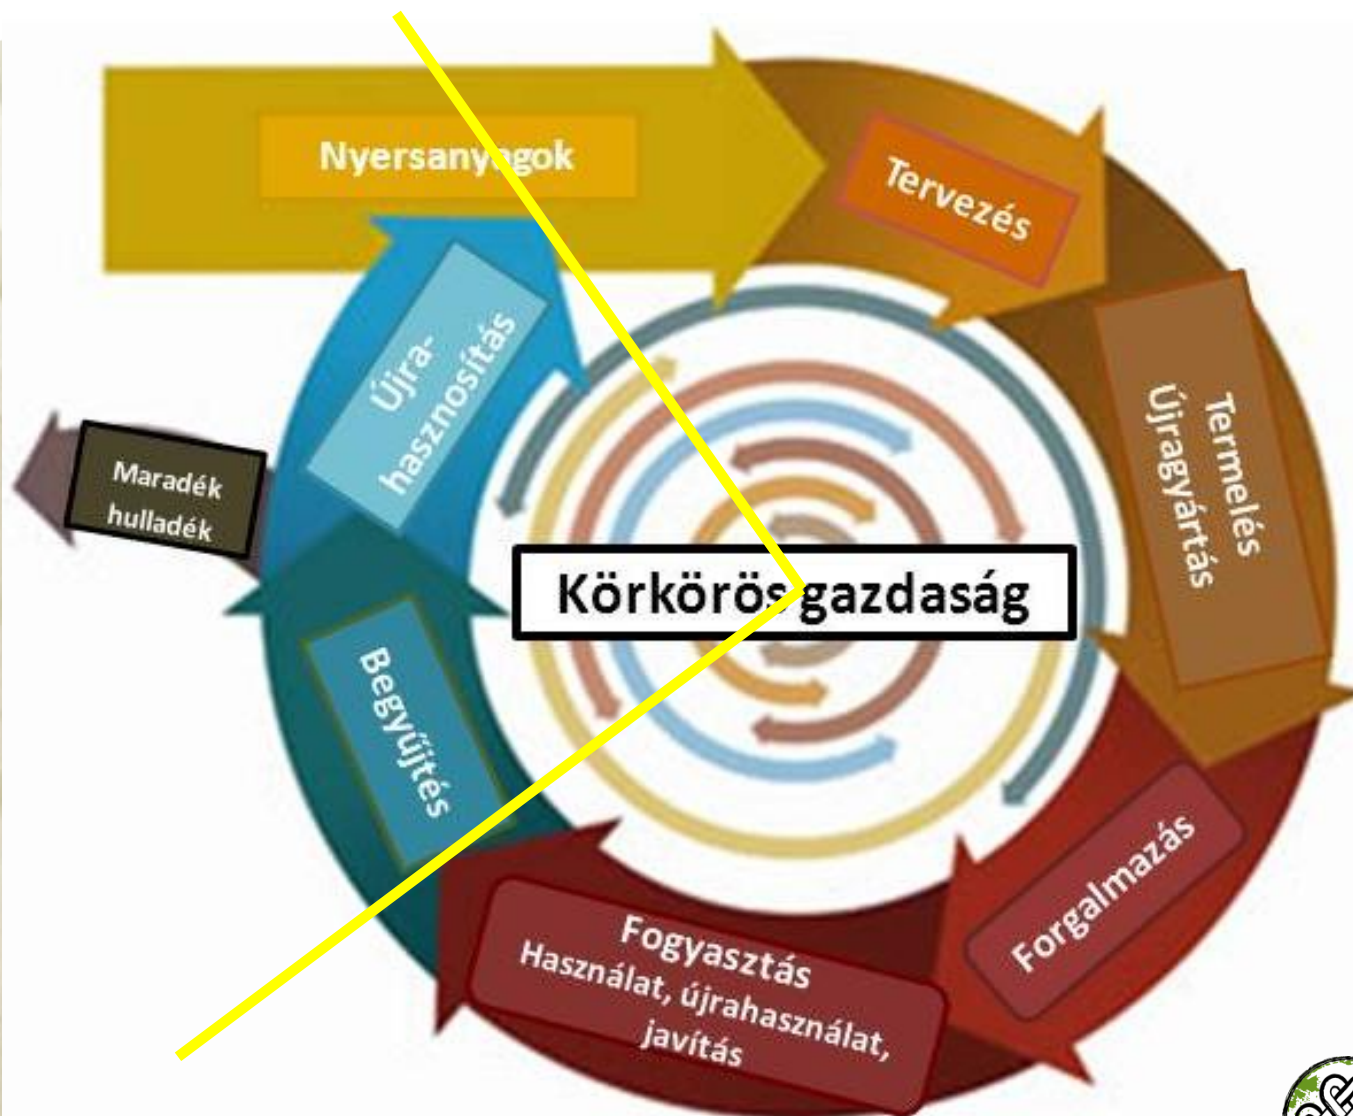 Nyersanyagok
Tervezés
Termelés
Újragyártás
Forgalmazás
Fogyasztás
Használat, újrahasználat,
javítás
Begyűjtés
Újra-
hasznosítás
Maradék
hulladék
Körkörös gazdaság